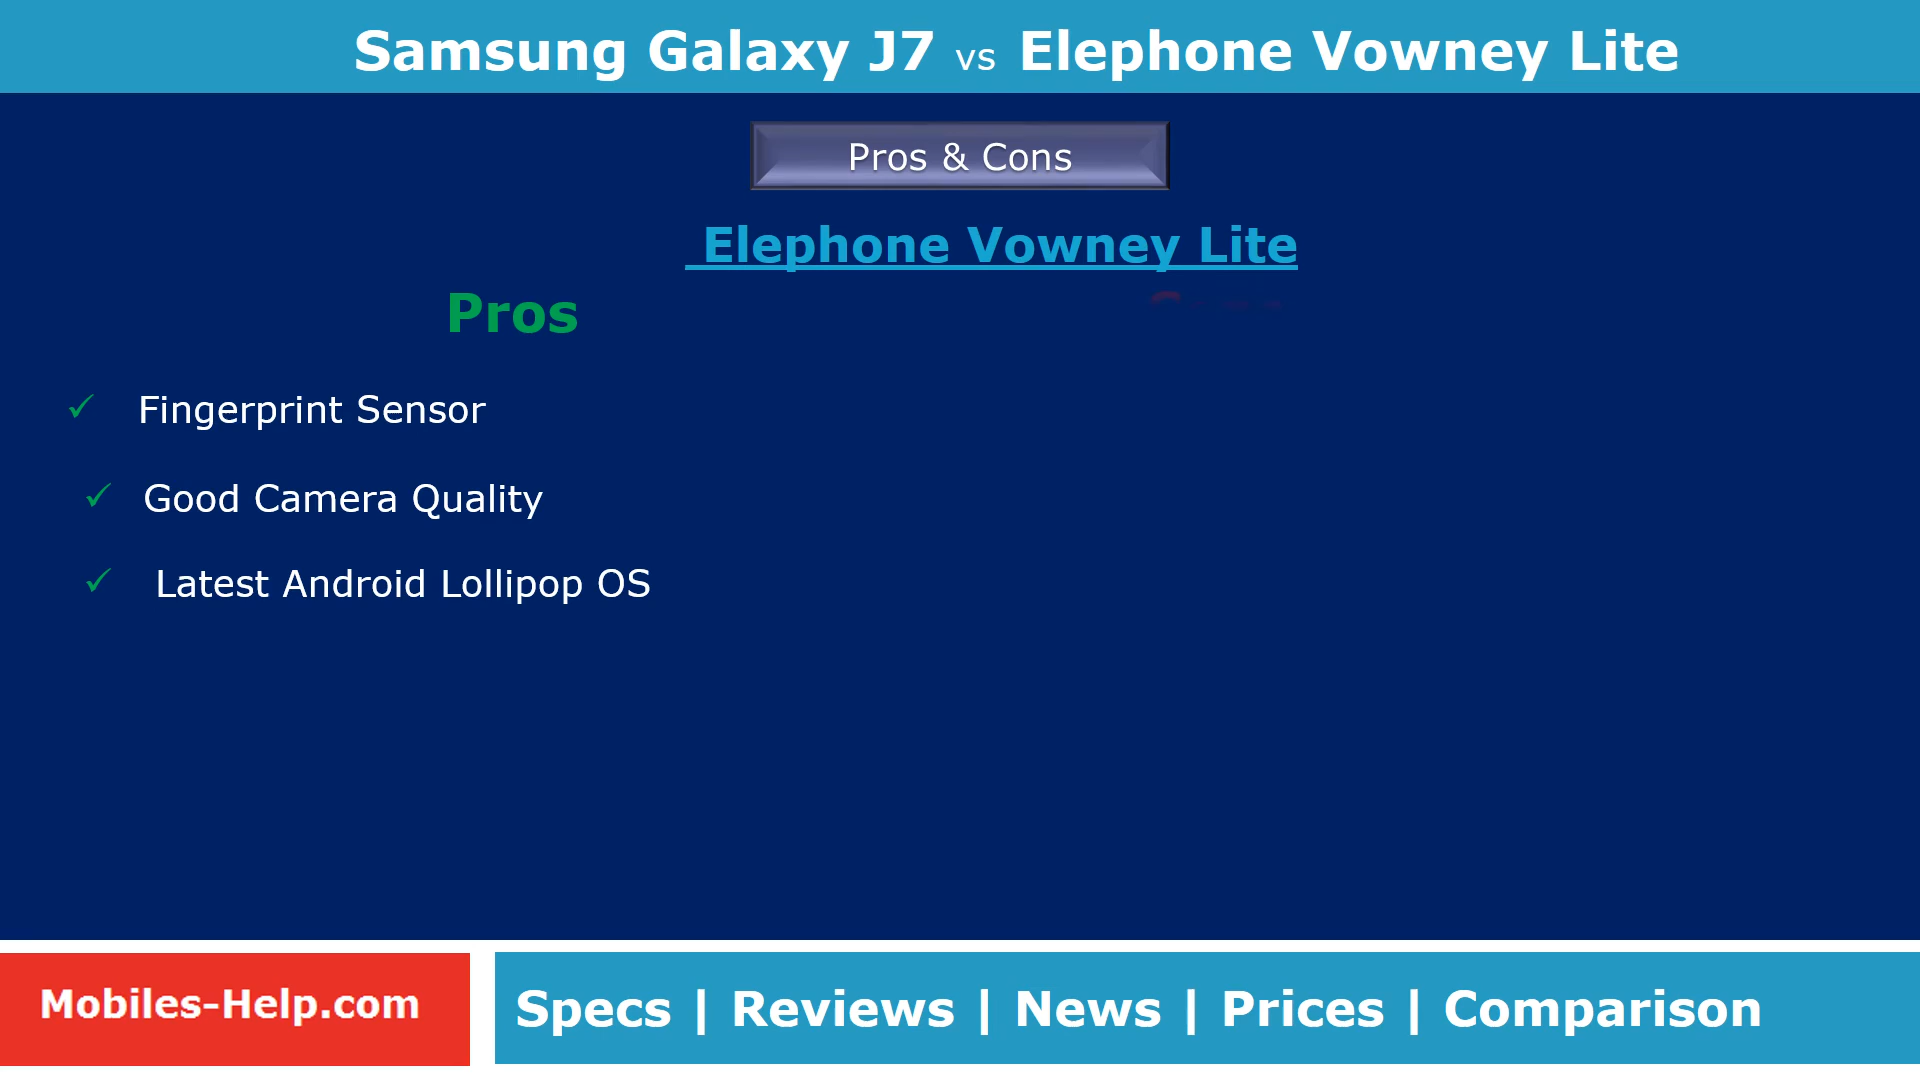 Samsung Galaxy J7 vs Elephone Vowney Lite
Pros & Cons
Elephone Vowney Lite
Pros
✓ Fingerprint Sensor
✓ Good Camera Quality
✓ Latest Android Lollipop OS
Mobiles-Help.com
Specs | Reviews | News | Prices | Comparison